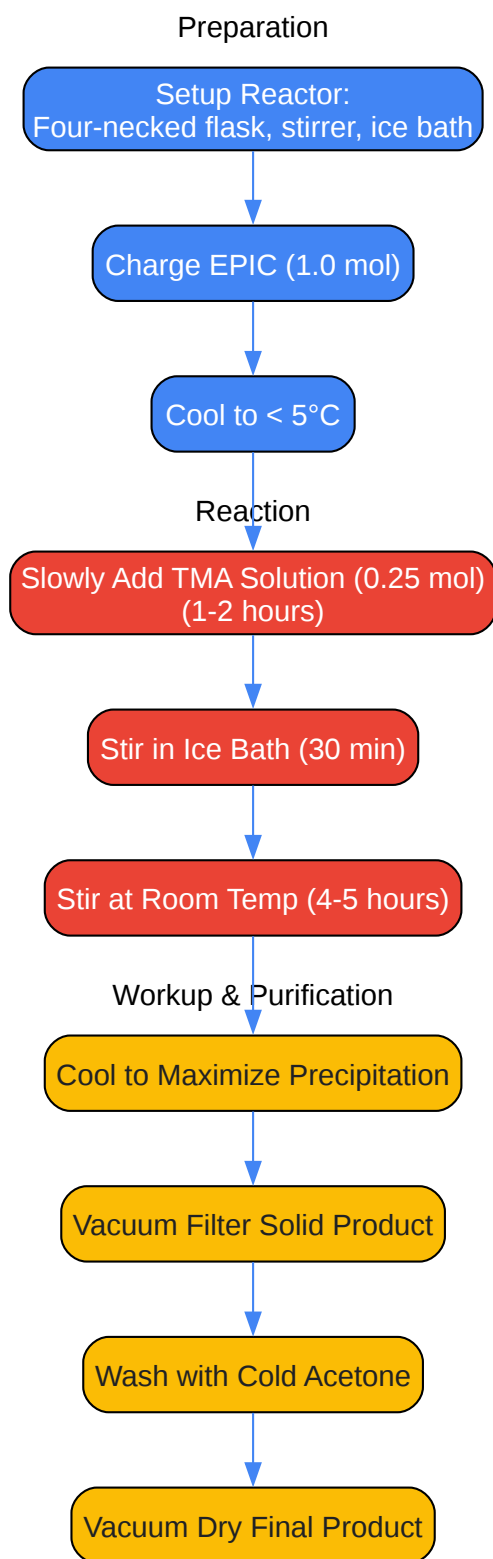 Preparation
Setup Reactor:
Four-necked flask, stirrer, ice bath
Charge EPIC (1.0 mol)
Cool to < 5°C
Reaction
Slowly Add TMA Solution (0.25 mol)
(1-2 hours)
Stir in Ice Bath (30 min)
Stir at Room Temp (4-5 hours)
Workup & Purification
Cool to Maximize Precipitation
Vacuum Filter Solid Product
Wash with Cold Acetone
Vacuum Dry Final Product